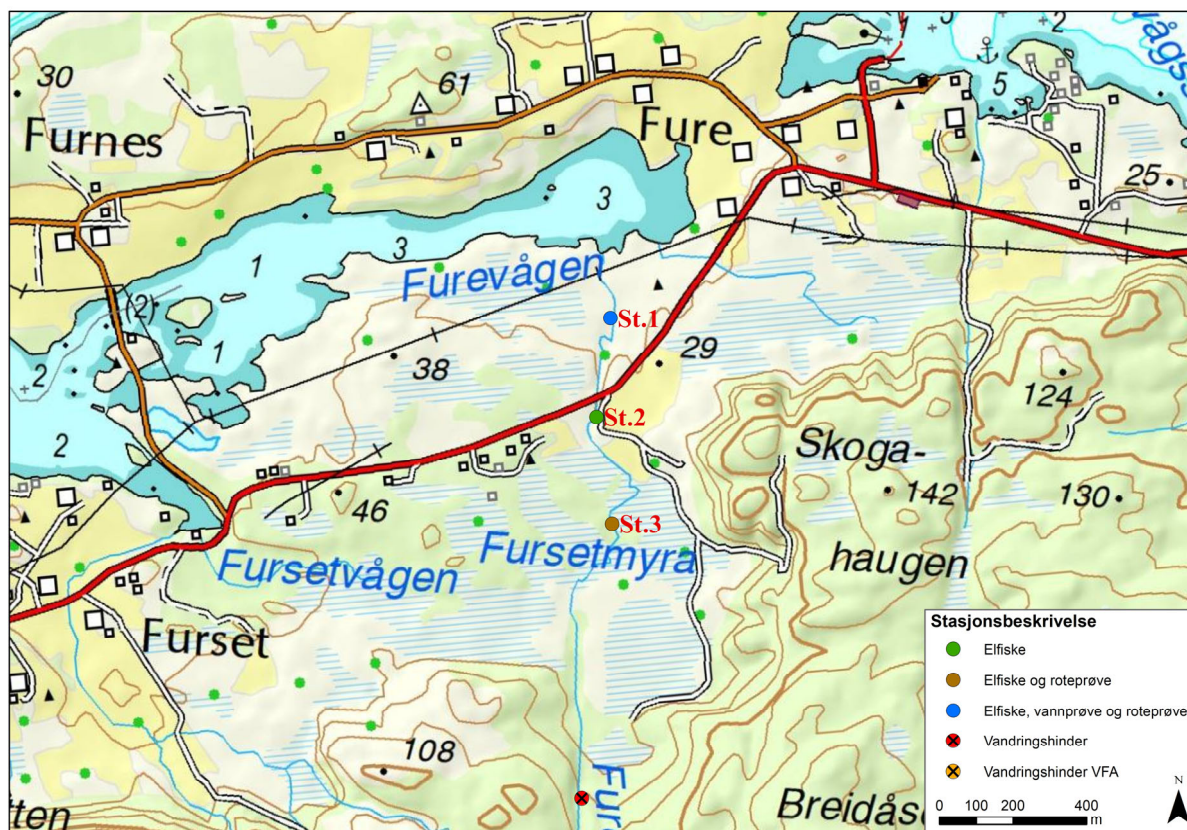 30
61
5
2
Furnes
Fure
25
3
1
3
Furevågen
(2)
1
2
St.1
38
29
St.2
124
2
Skoga-
142
130
46
St.3
Fursetvågen
Fursetmyra
haugen
Furset
Stasjonsbeskrivelse
Elfiske
Elfiske og roteprøve
Elfiske, vannprøve og roteprøve
Vandringshinder
Vandringshinder VFA
108
N
0 100 200 400
m